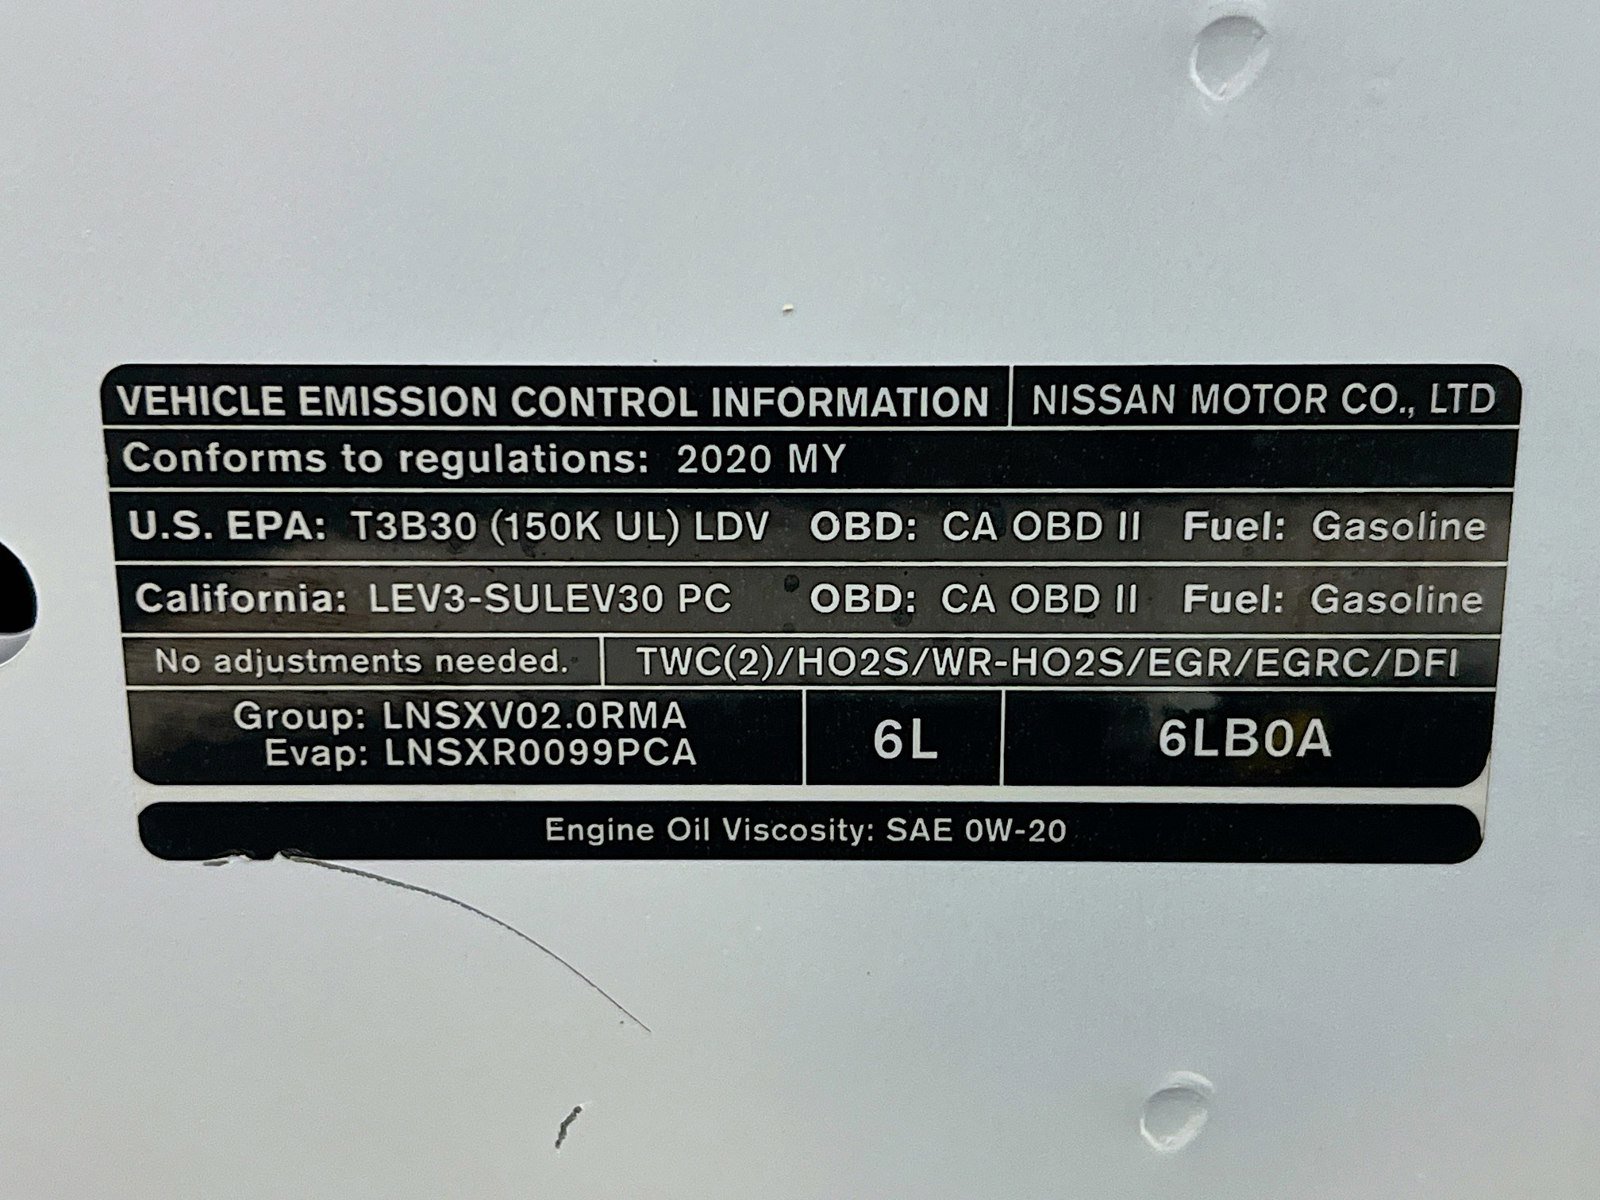 VEHICLE EMISSION CONTROL INFORMATION NISSAN MOTOR CO., LTD
Conforms to regulations: 2020 MY
U.S. EPA: T3B30 (150K UL) LDV OBD: CA OBD II Fuel: Gasoline
California: LEV3-SULEV30 PC OBD: CA OBD II Fuel: Gasoline
No adjustments needed. TWC(2)/HO2S/WR-HO2S/EGR/EGRC/DFI
Group: LNSXV02.0RMA
Evap: LNSXR0099PCA
6L
6LB0A
Engine Oil Viscosity: SAE 0W-20